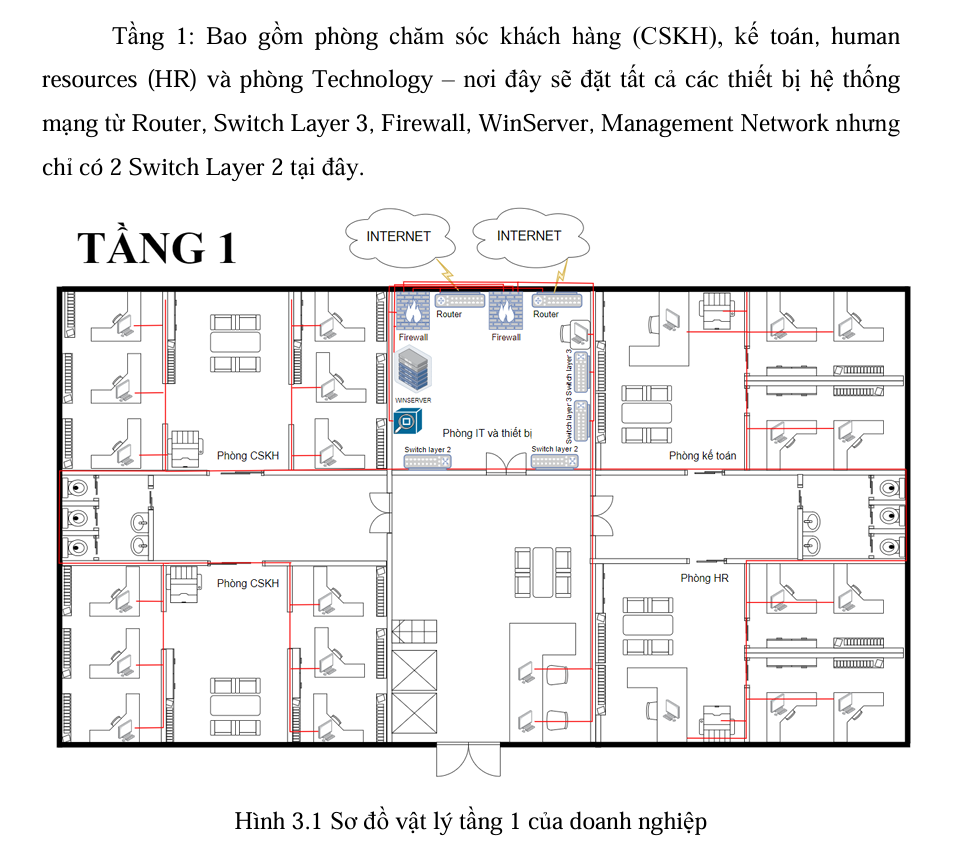 Tầng 1: Bao gồm phòng chăm sóc khách hàng (CSKH), kế toán, human
resources (HR) và phòng Technology – nơi đây sẽ đặt tất cả các thiết bị hệ thống
mạng từ Router, Switch Layer 3, Firewall, WinServer, Management Network nhưng
chỉ có 2 Switch Layer 2 tại đây.
TẦNG 1
INTERNET
INTERNET
Router
Router
Firewall
Firewall
Switch layer 3
WINSERVER
Switch layer 3
Phòng IT và thiết bị
Switch layer 2
Switch layer 2
Phòng CSKH
Phòng kế toán
Phòng CSKH
Phòng HR
Hình 3.1 Sơ đồ vật lý tầng 1 của doanh nghiệp